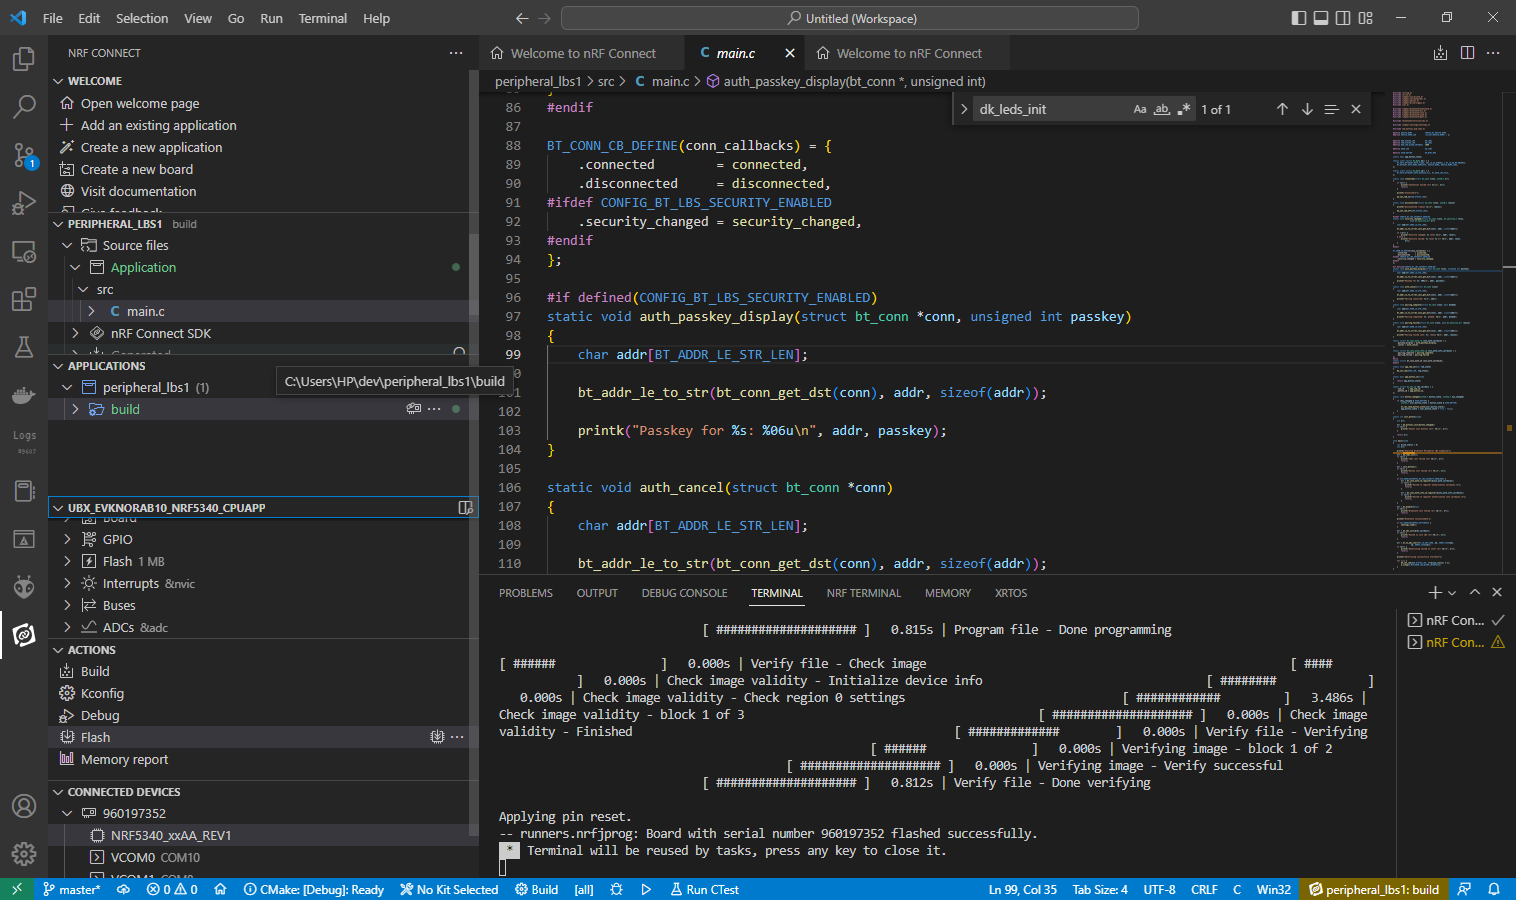 File Edit Selection View Go Run Terminal Help
Untitled (Workspace)
NRF CONNECT
WELCOME
Open welcome page
Add an existing application
Create a new application
Create a new board
Visit documentation
Give feedback
PERIPHERAL_LBS1 build
Source files
Application
src
C main.c
nRF Connect SDK
Generated
APPLICATIONS
peripheral_lbs1 (1)
build
C:\Users\HP\dev\peripheral_lbs1\build
UBX_EVKNORAB10_NRF5340_CPUAPP
Board
GPIO
Flash 1 MB
Interrupts &nvic
Buses
ADCs &adc
ACTIONS
Build
Kconfig
Debug
Flash
Memory report
CONNECTED DEVICES
960197352
NRF5340_xxAA_REV1
VCOM0 COM10
VCOM1 COM9
1
Logs
Welcome to nRF Connect
C main.c
Welcome to nRF Connect
peripheral_lbs1 > src > C main.c > auth_passkey_display(bt_conn *, unsigned int)
dk_leds_init Aa ab .* 1 of 1
86 #endif
87
88 BT_CONN_CB_DEFINE(conn_callbacks) = {
89 .connected = connected,
90 .disconnected = disconnected,
91 #ifdef CONFIG_BT_LBS_SECURITY_ENABLED
92 .security_changed = security_changed,
93 #endif
94 };
95
96 #if defined(CONFIG_BT_LBS_SECURITY_ENABLED)
97 static void auth_passkey_display(struct bt_conn *conn, unsigned int passkey)
98 {
99 char addr[BT_ADDR_LE_STR_LEN];
101 bt_addr_le_to_str(bt_conn_get_dst(conn), addr, sizeof(addr));
102
103 printk("Passkey for %s: %06u\n", addr, passkey);
104 }
105
106 static void auth_cancel(struct bt_conn *conn)
107 {
108 char addr[BT_ADDR_LE_STR_LEN];
109
110 bt_addr_le_to_str(bt_conn_get_dst(conn), addr, sizeof(addr));
PROBLEMS OUTPUT DEBUG CONSOLE TERMINAL NRF TERMINAL MEMORY XRTOS
[ #################### ] 0.815s | Program file - Done programming
[ ###### ] 0.000s | Verify file - Check image [ ####
] 0.000s | Check image validity - Initialize device info [ ######## ]
0.000s | Check image validity - Check region 0 settings [ ############ ] 3.486s |
Check image validity - block 1 of 3 [ #################### ] 0.000s | Check image
validity - Finished [ ############# ] 0.000s | Verify file - Verifying
[ ###### ] 0.000s | Verifying image - block 1 of 2
[ #################### ] 0.000s | Verifying image - Verify successful
[ #################### ] 0.812s | Verify file - Done verifying
Applying pin reset.
-- runners.nrfjprog: Board with serial number 960197352 flashed successfully.
* Terminal will be reused by tasks, press any key to close it.
nRF Con...
nRF Con...
master* 0 0 CMake: [Debug]: Ready No Kit Selected Build [all] Run CTest Ln 99, Col 35 Tab Size: 4 UTF-8 CRLF C Win32 peripheral_lbs1: build